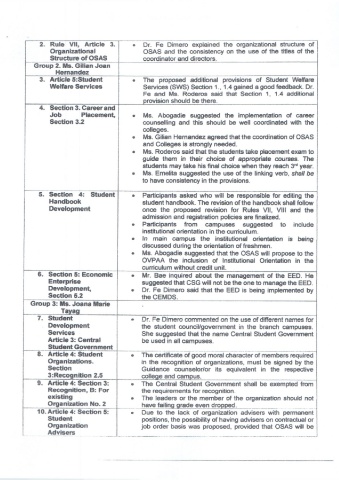 2. Rule VII, Article 3.
Organizational
Structure of OSAS
• Dr. Fe Dimero explained the organizational structure of
OSAS and the consistency on the use of the titles of the
coordinator and directors.
Group 2. Ms. Gilian Joan
Hernandez
3. Article 5:Student
Welfare Services
• The proposed additional provisions of Student Welfare
Services (SWS) Section 1., 1.4 gained a good feedback. Dr.
Fe and Ms. Roderos said that Section 1, 1.4 additional
provision should be there.
4. Section 3. Career and
Job Placement,
Section 3.2
• Ms. Abogadie suggested the implementation of career
counselling and this should be well coordinated with the
colleges.
• Ms. Gilien Hernandez agreed that the coordination of OSAS
and Colleges is strongly needed.
• Ms. Roderos said that the students take placement exam to
guide them in their choice of appropriate courses. The
students may take his final choice when they reach 3rd year.
• Ms. Ernelita suggested the use of the linking verb, shall be
to have consistency in the provisions.
5. Section 4: Student
Handbook
Development
• Participants asked who will be responsible for editing the
student handbook. The revision of the handbook shall follow
once the proposed revision for Rules VII, VIII and the
admission and registration policies are finalized.
• Participants from campuses suggested to include
institutional orientation in the curriculum.
• In main campus the institutional orientation is being
discussed during the orientation of freshmen.
• Ms. Abogadie suggested that the OSAS will propose to the
OVPAA the inclusion of Institutional Orientation in the
curriculum without credit unit.
6. Section 5: Economic
Enterprise
Development,
Section 5.2
• Mr. Bae inquired about the management of the EED. He
suggested that CSG will not be the one to manage the EED.
• Dr. Fe Dimero said that the EED is being implemented by
the CEMDS.
Group 3: Ms. Joana Marie
Tayag
7. Student
Development
Services
Article 3: Central
Student Government
• Dr. Fe Dimero commented on the use of different names for
the student council/government in the branch campuses.
She suggested that the name Central Student Government
be used in all campuses.
8. Article 4: Student
Organizations.
Section
3:Recognition 2.5
• The certificate of good moral character of members required
in the recognition of organizations, must be signed by the
Guidance counselor/or its equivalent in the respective
college and campus.
9. Article 4: Section 3:
Recognition, B: For
existing
Organization No. 2
• The Central Student Government shall be exempted from
the requirements for recognition.
• The leaders or the member of the organization should not
have failing grade even dropped.
10. Article 4: Section 5:
Student
Organization
Advisers
• Due to the lack of organization advisers with permanent
positions, the possibility of having advisers on contractual or
job order basis was proposed, provided that OSAS will be